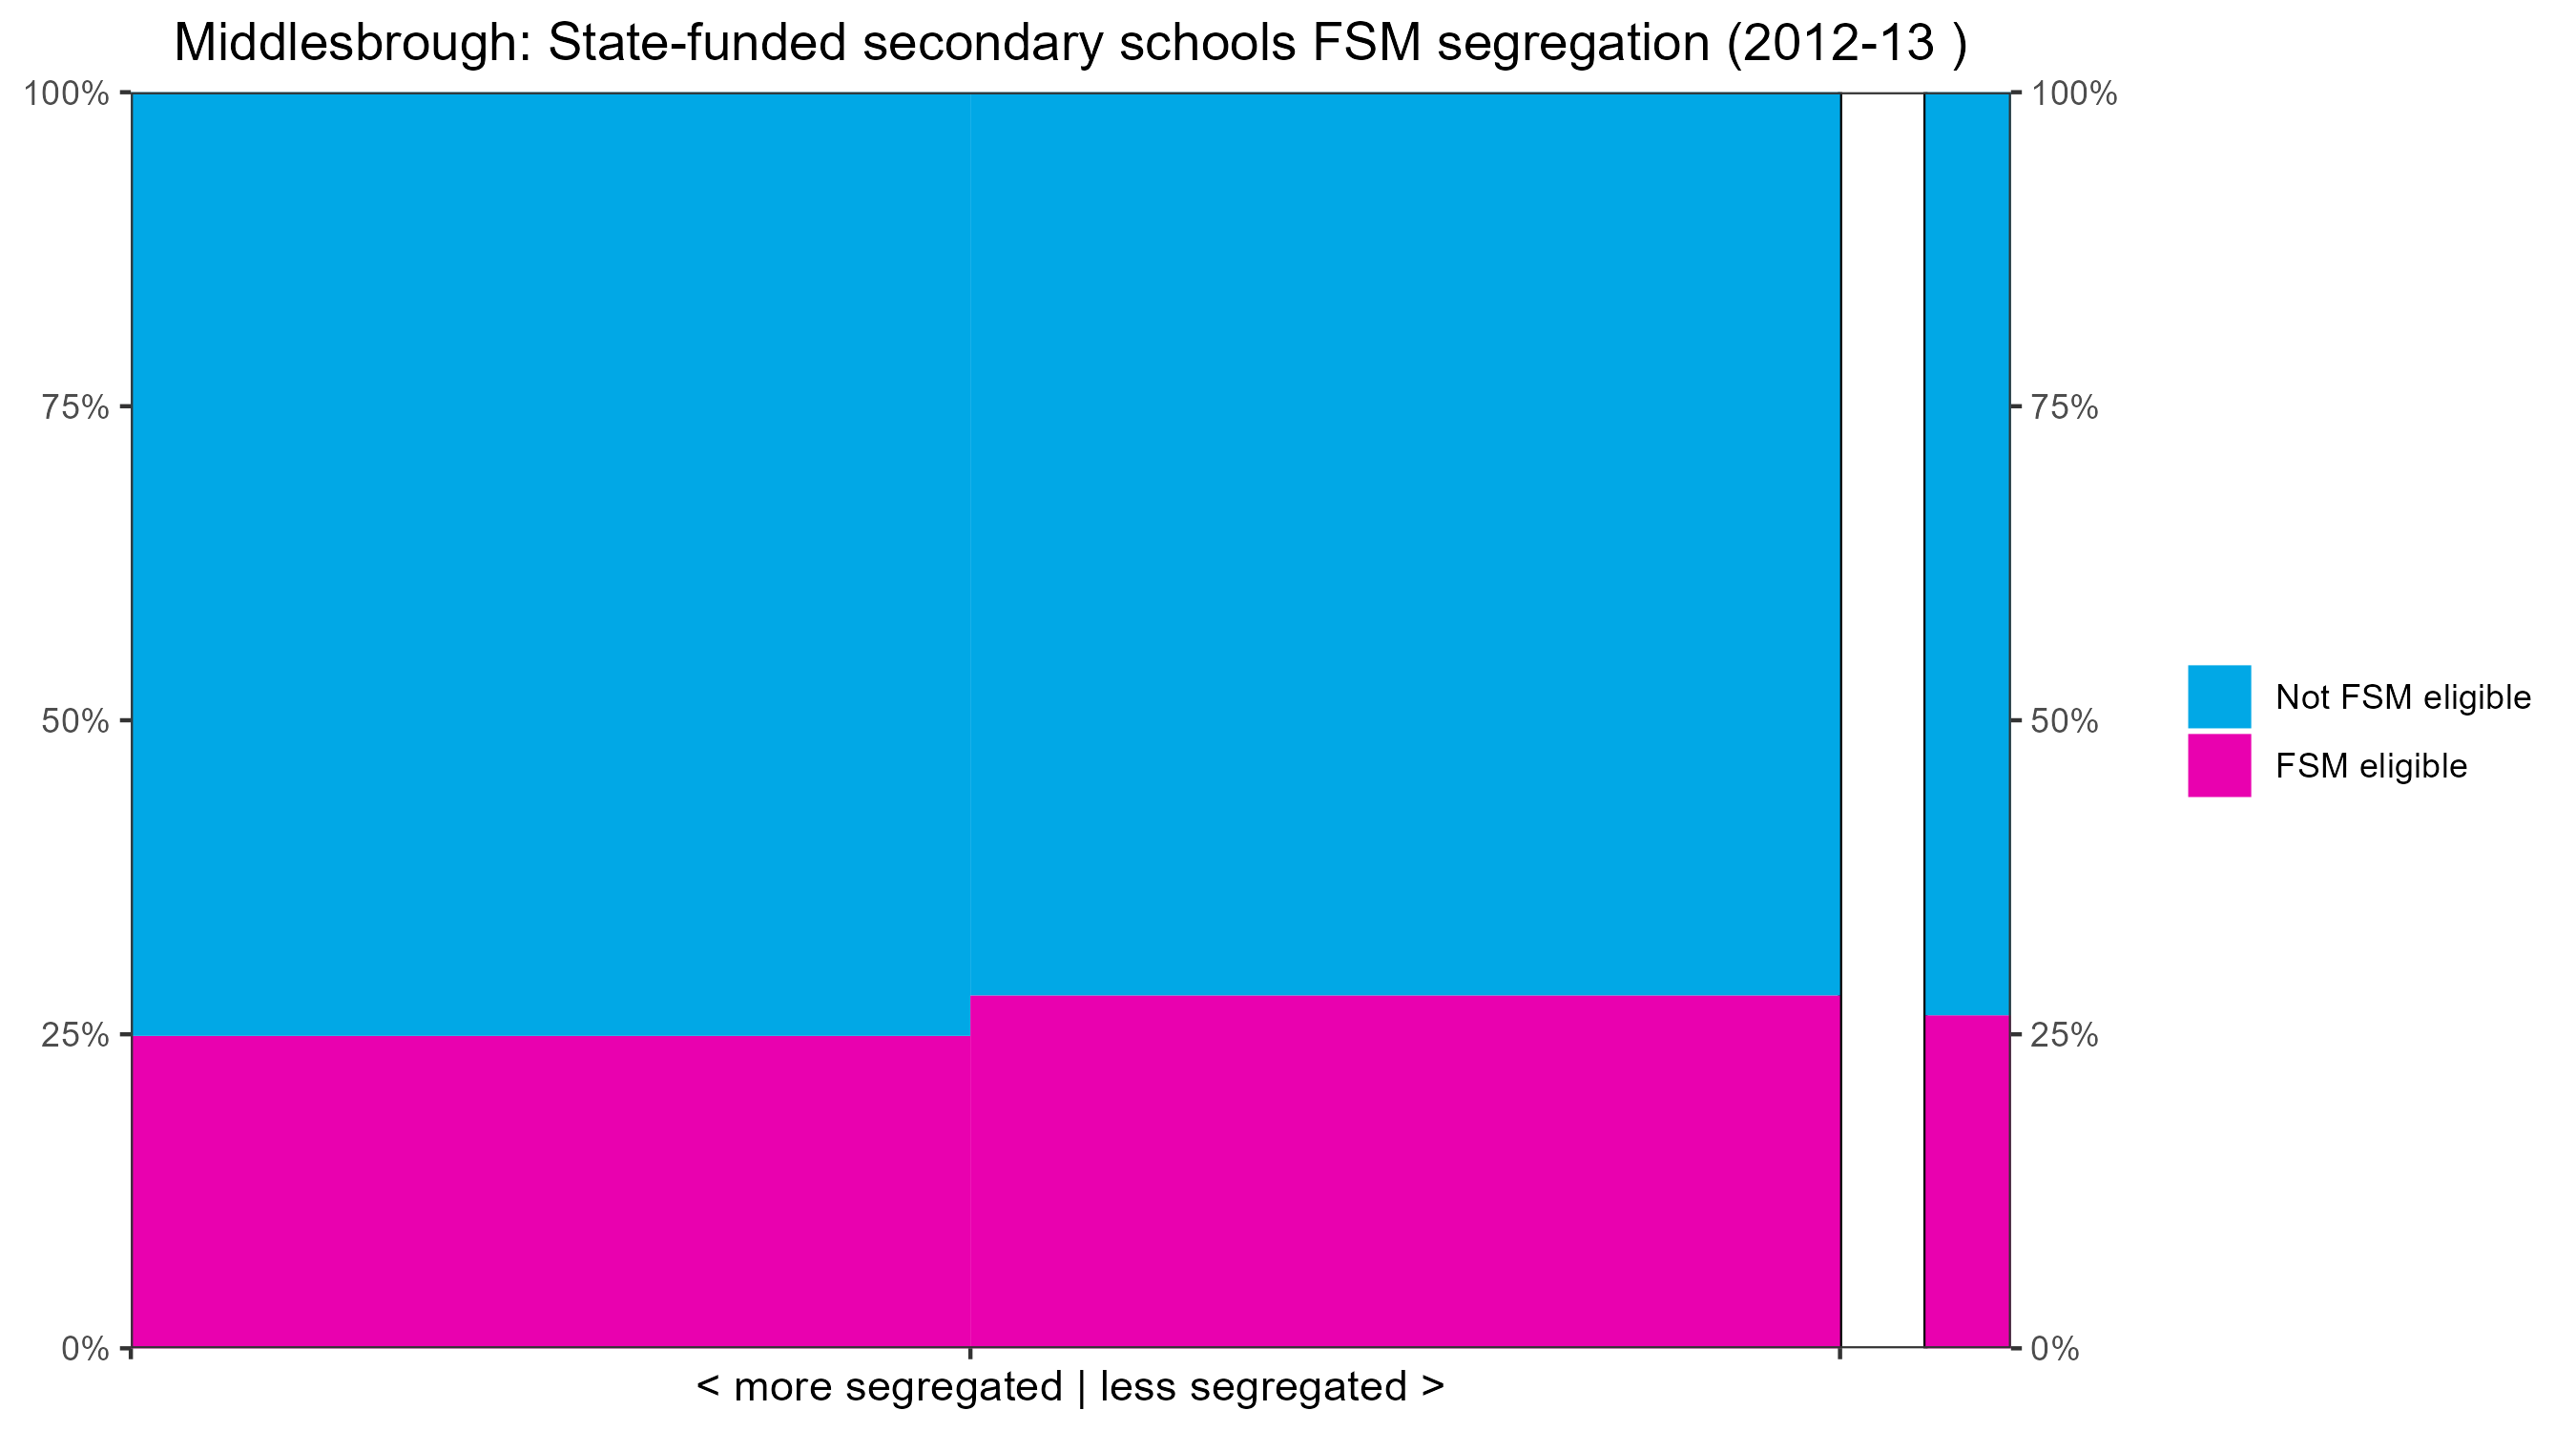 Middlesbrough: State-funded secondary schools FSM segregation (2012-13 )
100%
75%
50%
25%
0%
100%
75%
50%
25%
0%
Not FSM eligible
FSM eligible
< more segregated | less segregated >